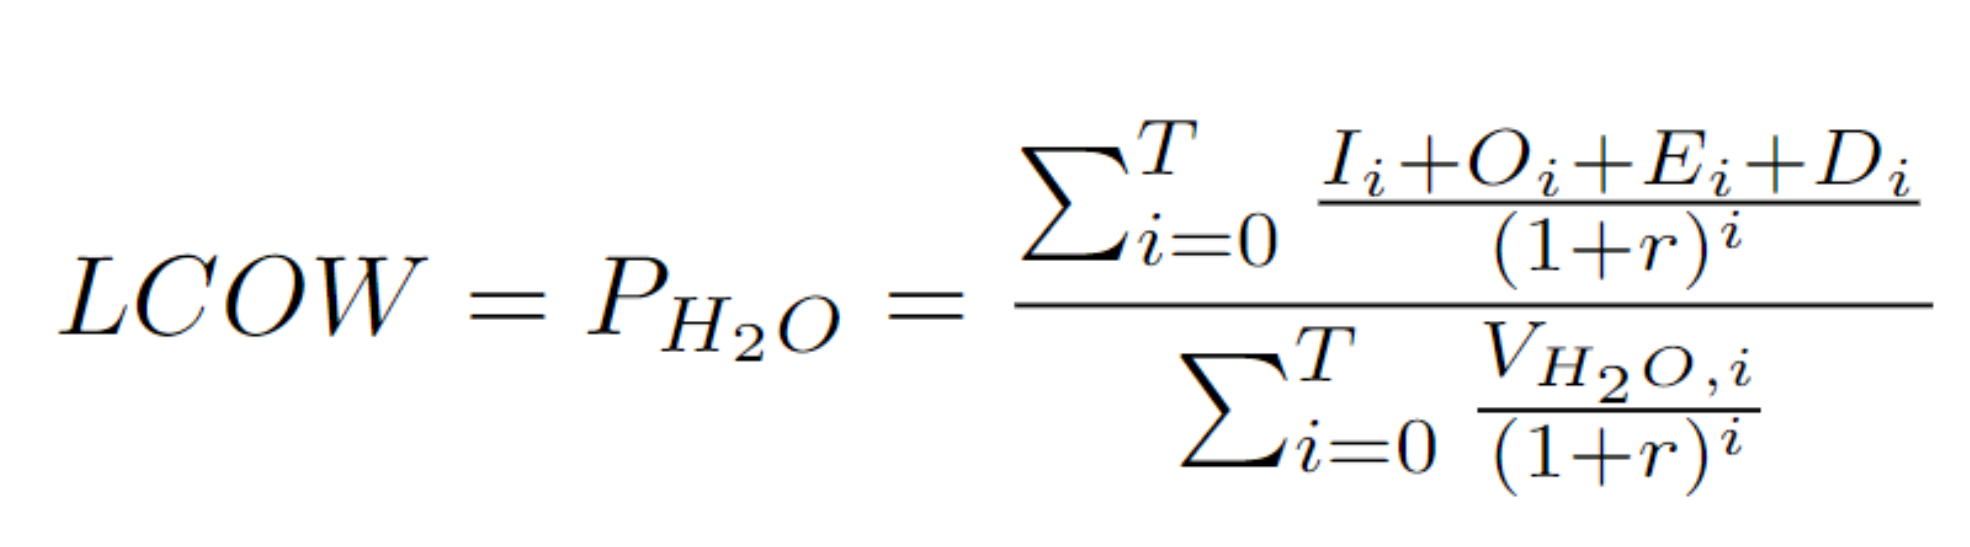 LCOW = P_{H_2O} = \frac{\sum_{i=0}^{T} \frac{I_i+O_i+E_i+D_i}{(1+r)^i}}{\sum_{i=0}^{T} \frac{V_{H_2O,i}}{(1+r)^i}}